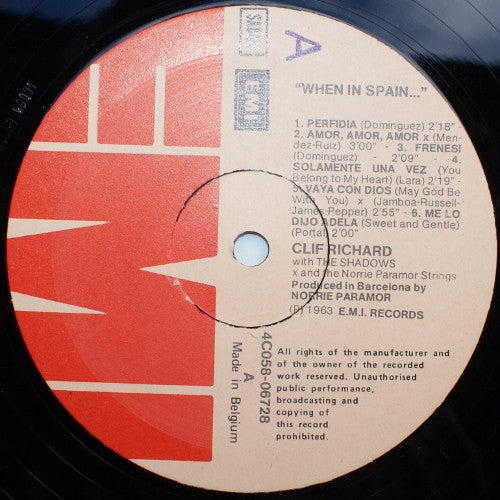 SIDE
A
EMI
"WHEN IN SPAIN..."
1. PERFIDIA (Dominguez) 2'18" -
2. AMOR, AMOR, AMOR x (Men-
dez-Ruiz) 3'00" - 3. FRENESI
(Dominguez) - 2'09" - 4.
SOLAMENTE UNA VEZ (You
Belong to My Heart) (Lara) 2'19" -
5. VAYA CON DIOS (May God Be
With You) x (Jamboa-Russell-
James-Pepper) 2'55" - 6. ME LO
DIJO ADELA (Sweet and Gentle)
(Portal) 2'00"
CLIF RICHARD
with THE SHADOWS
x and the Norrie Paramor Strings
Produced in Barcelona by
NORRIE PARAMOR
(P) 1963 E.M.I. RECORDS
4C058-06728
A
Made in Belgium
All rights of the manufacturer and
of the owner of the recorded
work reserved. Unauthorised
public performance,
broadcasting and
copying of
this record
prohibited.
EMI